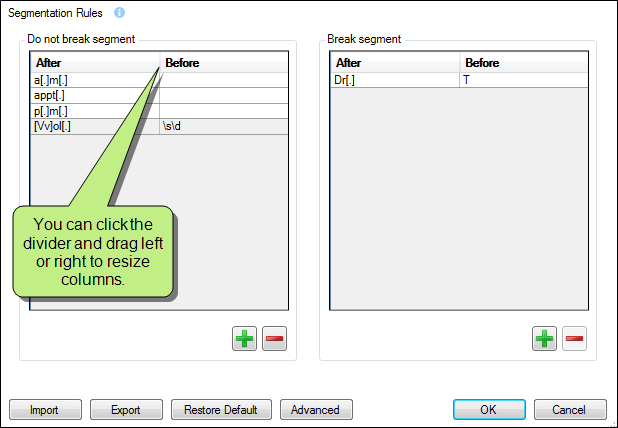 Segmentation Rules
Do not break segment
After Before
a[.]m[.]
appt[.]
p[.]m[.]
[Vv]ol[.] \s\d
You can click the
divider and drag left
or right to resize
columns.
Break segment
After Before
Dr[.] T
Import Export Restore Default Advanced OK Cancel